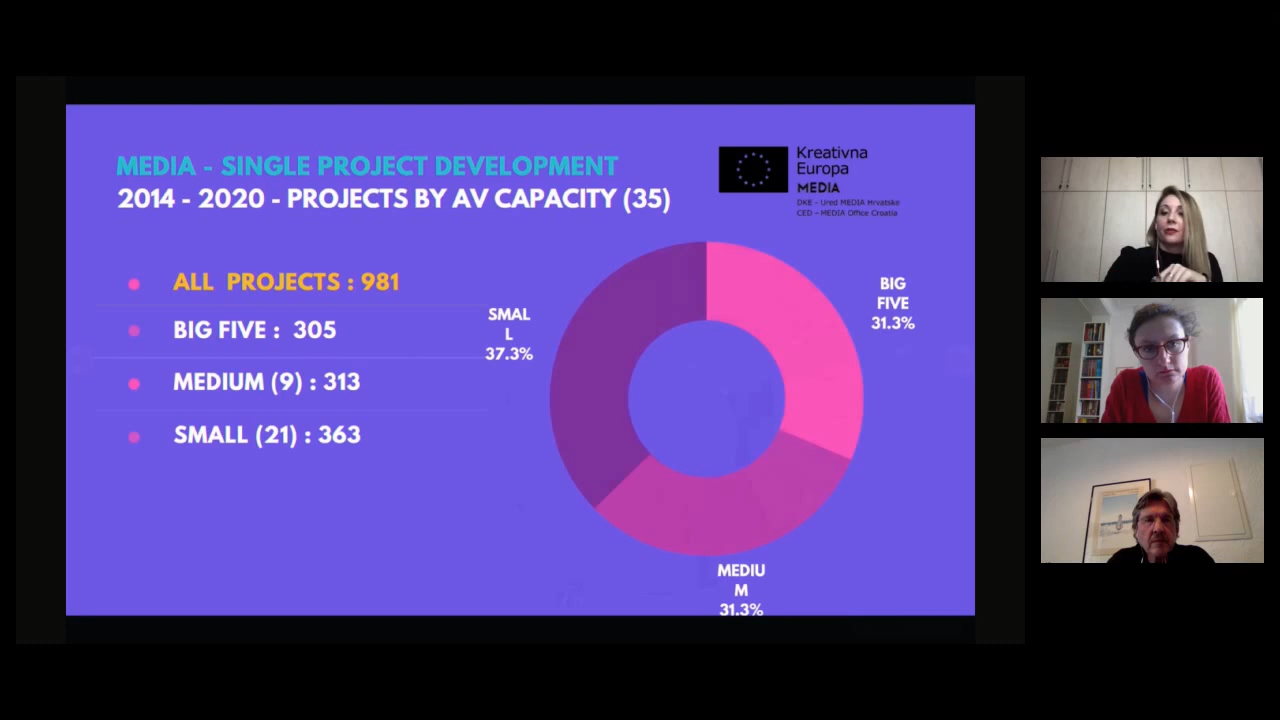 MEDIA - SINGLE PROJECT DEVELOPMENT
2014 - 2020 - PROJECTS BY AV CAPACITY (35)
Kreativna
Europa
MEDIA
DKE - Ured MEDIA Hrvatske
CED – MEDIA Office Croatia
ALL PROJECTS : 981
BIG FIVE : 305
MEDIUM (9) : 313
SMALL (21) : 363
SMAL
L
37.3%
BIG
FIVE
31.3%
MEDIU
M
31.3%